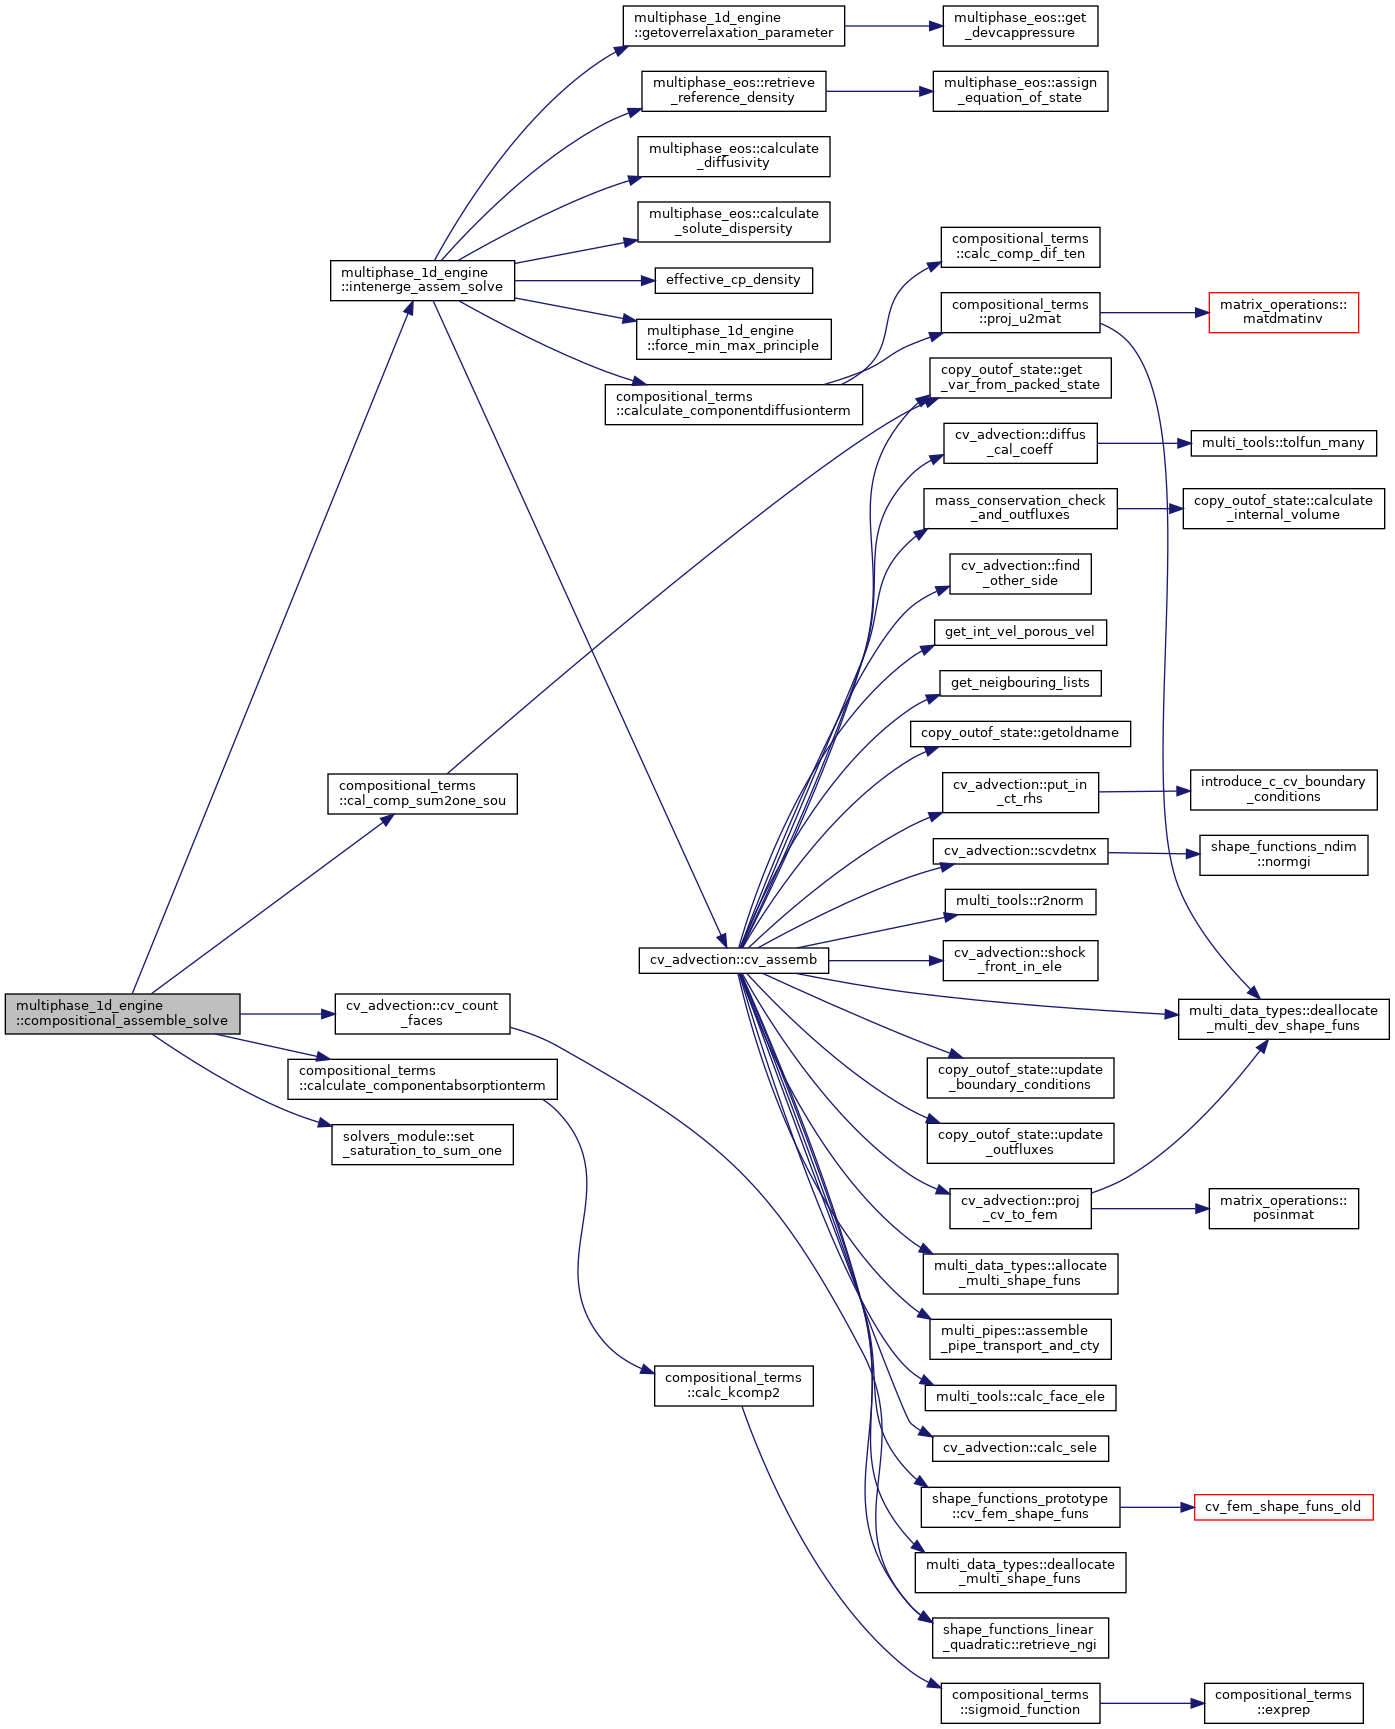 multiphase_1d_engine
::compositional_assemble_solve
multiphase_1d_engine
::intenerge_assem_solve
compositional_terms
::cal_comp_sum2one_sou
cv_advection::cv_count
_faces
compositional_terms
::calculate_componentabsorptionterm
solvers_module::set
_saturation_to_sum_one
multiphase_1d_engine
::getoverrelaxation_parameter
multiphase_eos::retrieve
_reference_density
multiphase_eos::calculate
_diffusivity
multiphase_eos::calculate
_solute_dispersity
effective_cp_density
multiphase_1d_engine
::force_min_max_principle
compositional_terms
::calculate_componentdiffusionterm
cv_advection::cv_assemb
compositional_terms
::calc_kcomp2
multiphase_eos::get
_devcappressure
multiphase_eos::assign
_equation_of_state
compositional_terms
::calc_comp_dif_ten
compositional_terms
::proj_u2mat
copy_outof_state::get
_var_from_packed_state
cv_advection::diffus
_cal_coeff
mass_conservation_check
_and_outfluxes
cv_advection::find
_other_side
get_int_vel_porous_vel
get_neigbouring_lists
copy_outof_state::getoldname
cv_advection::put_in
_ct_rhs
cv_advection::scvdetnx
multi_tools::r2norm
cv_advection::shock
_front_in_ele
copy_outof_state::update
_boundary_conditions
copy_outof_state::update
_outfluxes
cv_advection::proj
_cv_to_fem
multi_data_types::allocate
_multi_shape_funs
multi_pipes::assemble
_pipe_transport_and_cty
multi_tools::calc_face_ele
cv_advection::calc_sele
shape_functions_prototype
::cv_fem_shape_funs
multi_data_types::deallocate
_multi_shape_funs
shape_functions_linear
_quadratic::retrieve_ngi
compositional_terms
::sigmoid_function
matrix_operations::
matdmatinv
multi_tools::tolfun_many
copy_outof_state::calculate
_internal_volume
introduce_c_cv_boundary
_conditions
shape_functions_ndim
::normgi
multi_data_types::deallocate
_multi_dev_shape_funs
matrix_operations::
posinmat
cv_fem_shape_funs_old
compositional_terms
::exprep